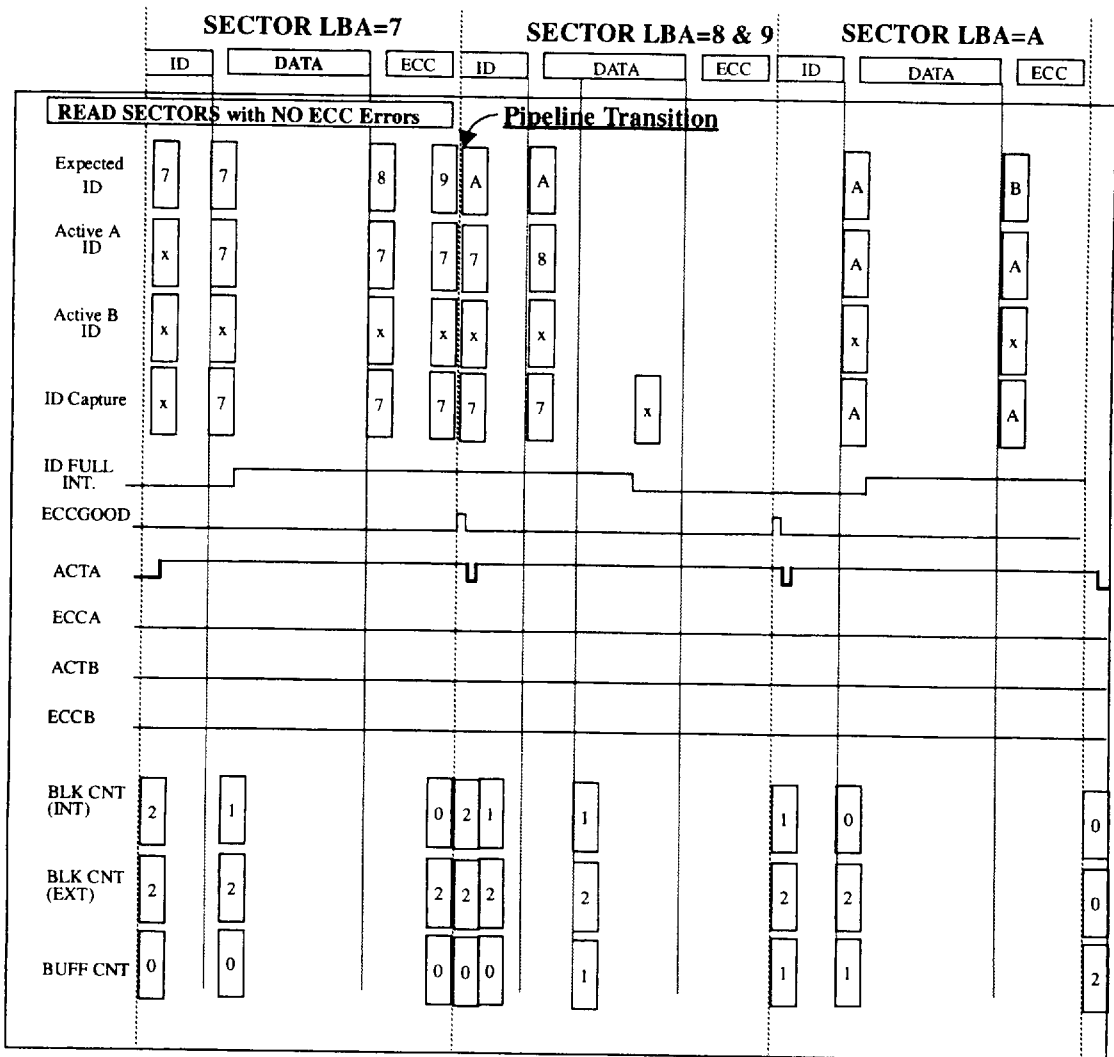 SECTOR LBA=7 SECTOR LBA=8 & 9 SECTOR LBA=A
ID DATA ECC ID DATA ECC ID DATA ECC
READ SECTORS with NO ECC Errors Pipeline Transition
Expected
ID
7 7 8 9 A A A B
Active A
ID
x 7 7 7 7 8 A A
Active B
ID
x x x x x x x x
ID Capture x 7 7 7 7 7 x A A
ID FULL
INT.
ECCGOOD
ACTA
ECCA
ACTB
ECCB
BLK CNT
(INT)
2 1 0 2 1 1 1 0 0
BLK CNT
(EXT)
2 2 2 2 2 2 2 2 0
BUFF CNT 0 0 0 0 0 1 1 1 2